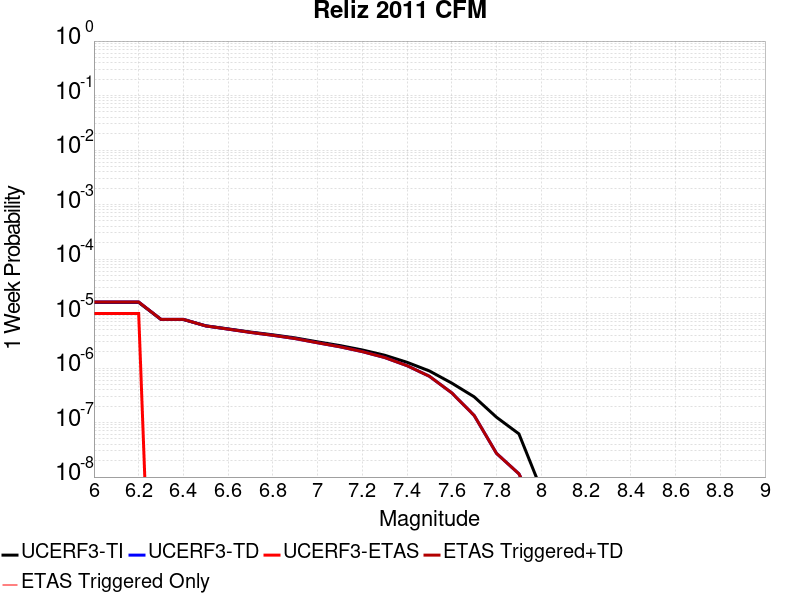 Reliz 2011 CFM
10^0
10^-1
10^-2
10^-3
10^-4
10^-5
10^-6
10^-7
10^-8
1 Week Probability
6 6.2 6.4 6.6 6.8 7 7.2 7.4 7.6 7.8 8 8.2 8.4 8.6 8.8 9
Magnitude
UCERF3-TI UCERF3-TD UCERF3-ETAS ETAS Triggered+TD
ETAS Triggered Only